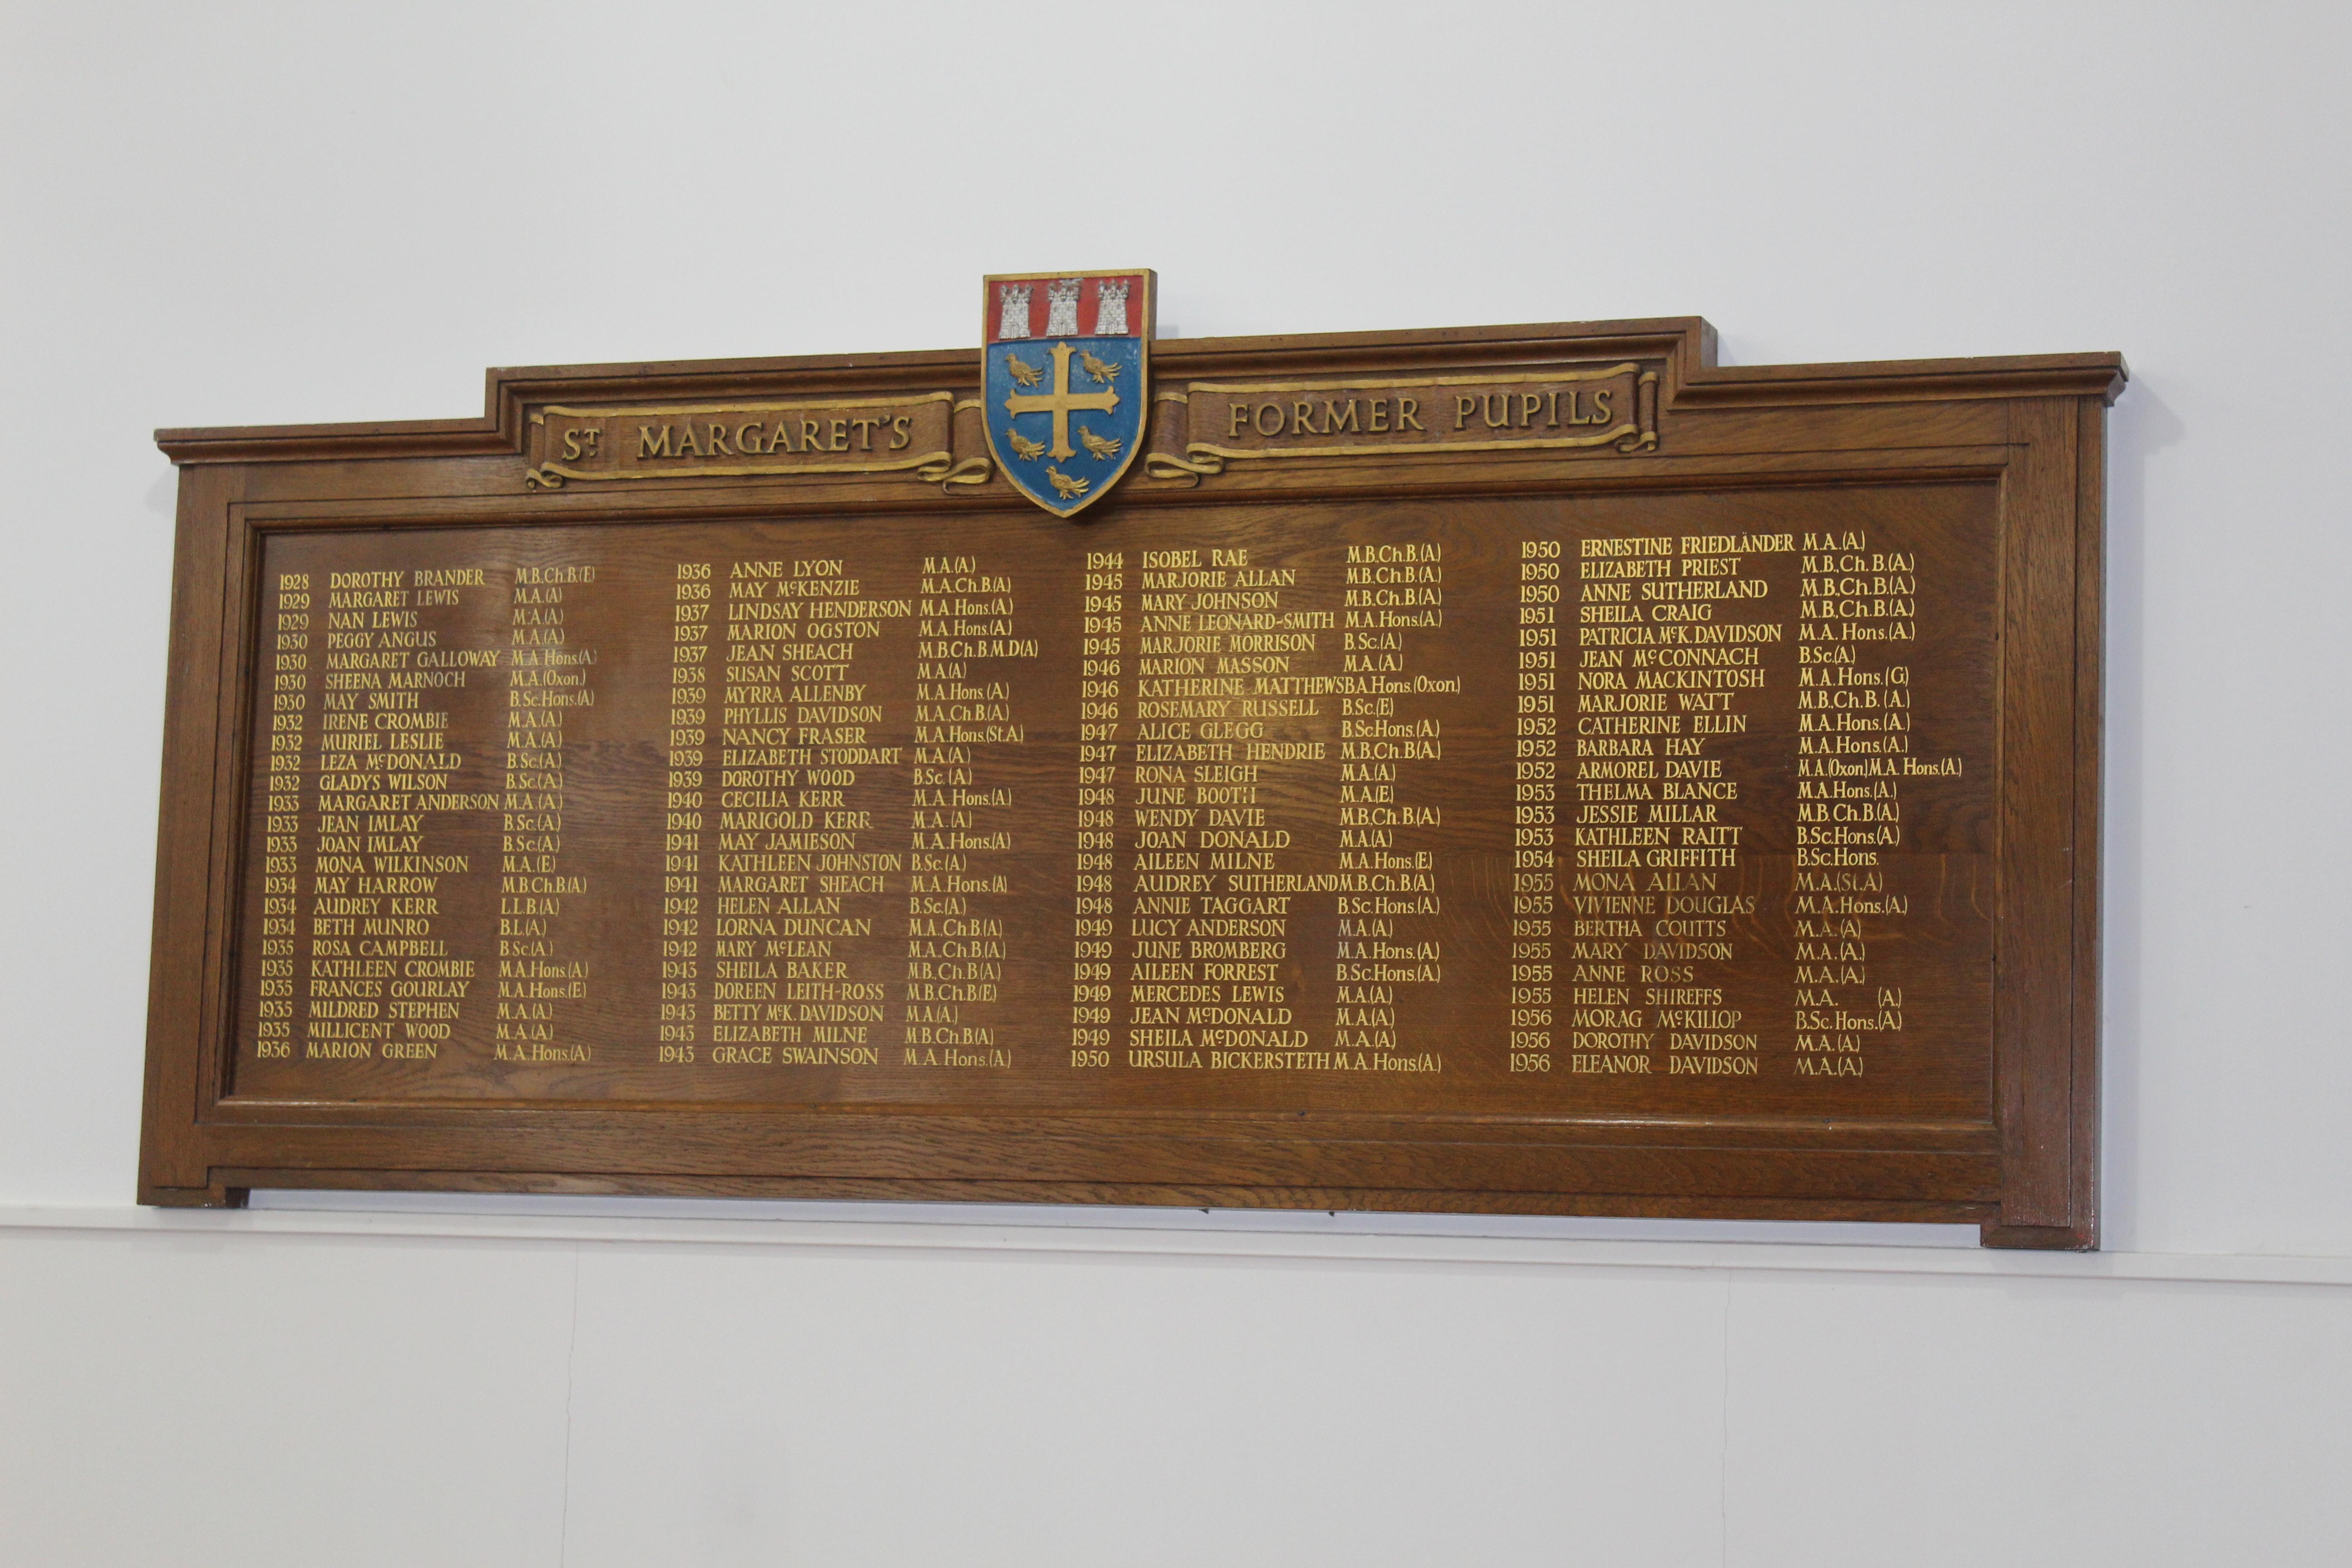 ST MARGARET'S
FORMER PUPILS
1928 DOROTHY BRANDER M.B.Ch.B.(E)
1929 MARGARET LEWIS M.A.(A)
1929 NAN LEWIS M.A.(A)
1930 PEGGY ANGUS M.A.(A)
1930 MARGARET GALLOWAY M.A.Hons.(A)
1930 SHEENA MARNOCH M.A.(Oxon.)
1930 MAY SMITH B.Sc.Hons.(A)
1932 IRENE CROMBIE M.A.(A)
1932 MURIEL LESLIE M.A.(A)
1932 LEZA McDONALD B.Sc.(A)
1932 GLADYS WILSON B.Sc.(A)
1933 MARGARET ANDERSON M.A.(A)
1933 JEAN IMLAY B.Sc.(A)
1933 JOAN IMLAY B.Sc.(A)
1933 MONA WILKINSON M.A.(E)
1934 MAY HARROW M.B.Ch.B.(A)
1934 AUDREY KERR L.L.B.(A)
1934 BETH MUNRO B.L.(A)
1935 ROSA CAMPBELL B.Sc.(A)
1935 KATHLEEN CROMBIE M.A.Hons.(A)
1935 FRANCES GOURLAY M.A.Hons.(E)
1935 MILDRED STEPHEN M.A.(A)
1935 MILLICENT WOOD M.A.(A)
1936 MARION GREEN M.A.Hons.(A)
1936 ANNE LYON M.A.(A)
1936 MAY McKENZIE M.A.Ch.B.(A)
1937 LINDSAY HENDERSON M.A.Hons.(A)
1937 MARION OGSTON M.A.Hons.(A)
1937 JEAN SHEACH M.B.Ch.B.M.D(A)
1938 SUSAN SCOTT M.A.(A)
1939 MYRRA ALLENBY M.A.Hons.(A)
1939 PHYLLIS DAVIDSON M.A.,Ch.B.(A)
1939 NANCY FRASER M.A.Hons.(St.A)
1939 ELIZABETH STODDART M.A.(A)
1939 DOROTHY WOOD B.Sc.(A)
1940 CECILIA KERR M.A.Hons.(A)
1940 MARIGOLD KERR M.A.(A)
1941 MAY JAMIESON M.A.Hons.(A)
1941 KATHLEEN JOHNSTON B.Sc.(A)
1941 MARGARET SHEACH M.A.Hons.(A)
1942 HELEN ALLAN B.Sc.(A)
1942 LORNA DUNCAN M.A.,Ch.B.(A)
1942 MARY McLEAN M.A.Ch.B.(A)
1943 SHEILA BAKER M.B.,Ch.B.(A)
1943 DOREEN LEITH-ROSS M.B.Ch.B.(E)
1943 BETTY McK. DAVIDSON M.A.(A.)
1943 ELIZABETH MILNE M.B.Ch.B.(A)
1943 GRACE SWAINSON M.A.Hons.(A)
1944 ISOBEL RAE M.B.,Ch.B.(A)
1945 MARJORIE ALLAN M.B.Ch.B.(A.)
1945 MARY JOHNSON M.B.Ch.B.(A)
1945 ANNE LEONARD-SMITH M.A.Hons.(A)
1945 MARJORIE MORRISON B.Sc.(A)
1946 MARION MASSON M.A.(A)
1946 KATHERINE MATTHEWS B.A.Hons.(Oxon)
1946 ROSEMARY RUSSELL B.Sc.(E)
1947 ALICE GLEGG B.Sc.Hons.(A)
1947 ELIZABETH HENDRIE M.B.Ch.B.(A)
1947 RONA SLEIGH M.A.(A)
1948 JUNE BOOTH M.A.(E)
1948 WENDY DAVIE M.B.Ch.B.(A)
1948 JOAN DONALD M.A.(A)
1948 AILEEN MILNE M.A.Hons.(E)
1948 AUDREY SUTHERLAND M.B.Ch.B.(A)
1948 ANNIE TAGGART B.Sc.Hons.(A)
1949 LUCY ANDERSON M.A.(A)
1949 JUNE BROMBERG M.A.Hons.(A)
1949 AILEEN FORREST B.Sc.Hons.(A)
1949 MERCEDES LEWIS M.A.(A)
1949 JEAN McDONALD M.A.(A)
1949 SHEILA McDONALD M.A.(A)
1950 URSULA BICKERSTETH M.A.Hons.(A.)
1950 ERNESTINE FRIEDLÄNDER M.A.(A.)
1950 ELIZABETH PRIEST M.B.,Ch.B.(A.)
1950 ANNE SUTHERLAND M.B.,Ch.B.(A.)
1951 SHEILA CRAIG M.B.,Ch.B.(A.)
1951 PATRICIA McK. DAVIDSON M.A. Hons.(A.)
1951 JEAN McCONNACH B.Sc.(A)
1951 NORA MACKINTOSH M.A.Hons.(G)
1951 MARJORIE WATT M.B.,Ch.B.(A.)
1952 CATHERINE ELLIN M.A.Hons.(A.)
1952 BARBARA HAY M.A.Hons.(A.)
1952 ARMOREL DAVIE M.A.(Oxon)M.A. Hons.(A.)
1953 THELMA BLANCE M.A.Hons.(A.)
1953 JESSIE MILLAR M.B.Ch.B.(A.)
1953 KATHLEEN RAITT B.Sc.Hons.(A.)
1954 SHEILA GRIFFITH B.Sc.Hons.
1955 MONA ALLAN M.A.(St.A)
1955 VIVIENNE DOUGLAS M.A.Hons.(A.)
1955 BERTHA COUTTS M.A.(A)
1955 MARY DAVIDSON M.A.(A.)
1955 ANNE ROSS M.A.(A)
1955 HELEN SHIREFFS M.A. (A.)
1956 MORAG McKILLOP B.Sc.Hons.(A.)
1956 DOROTHY DAVIDSON M.A.(A.)
1956 ELEANOR DAVIDSON M.A.(A.)